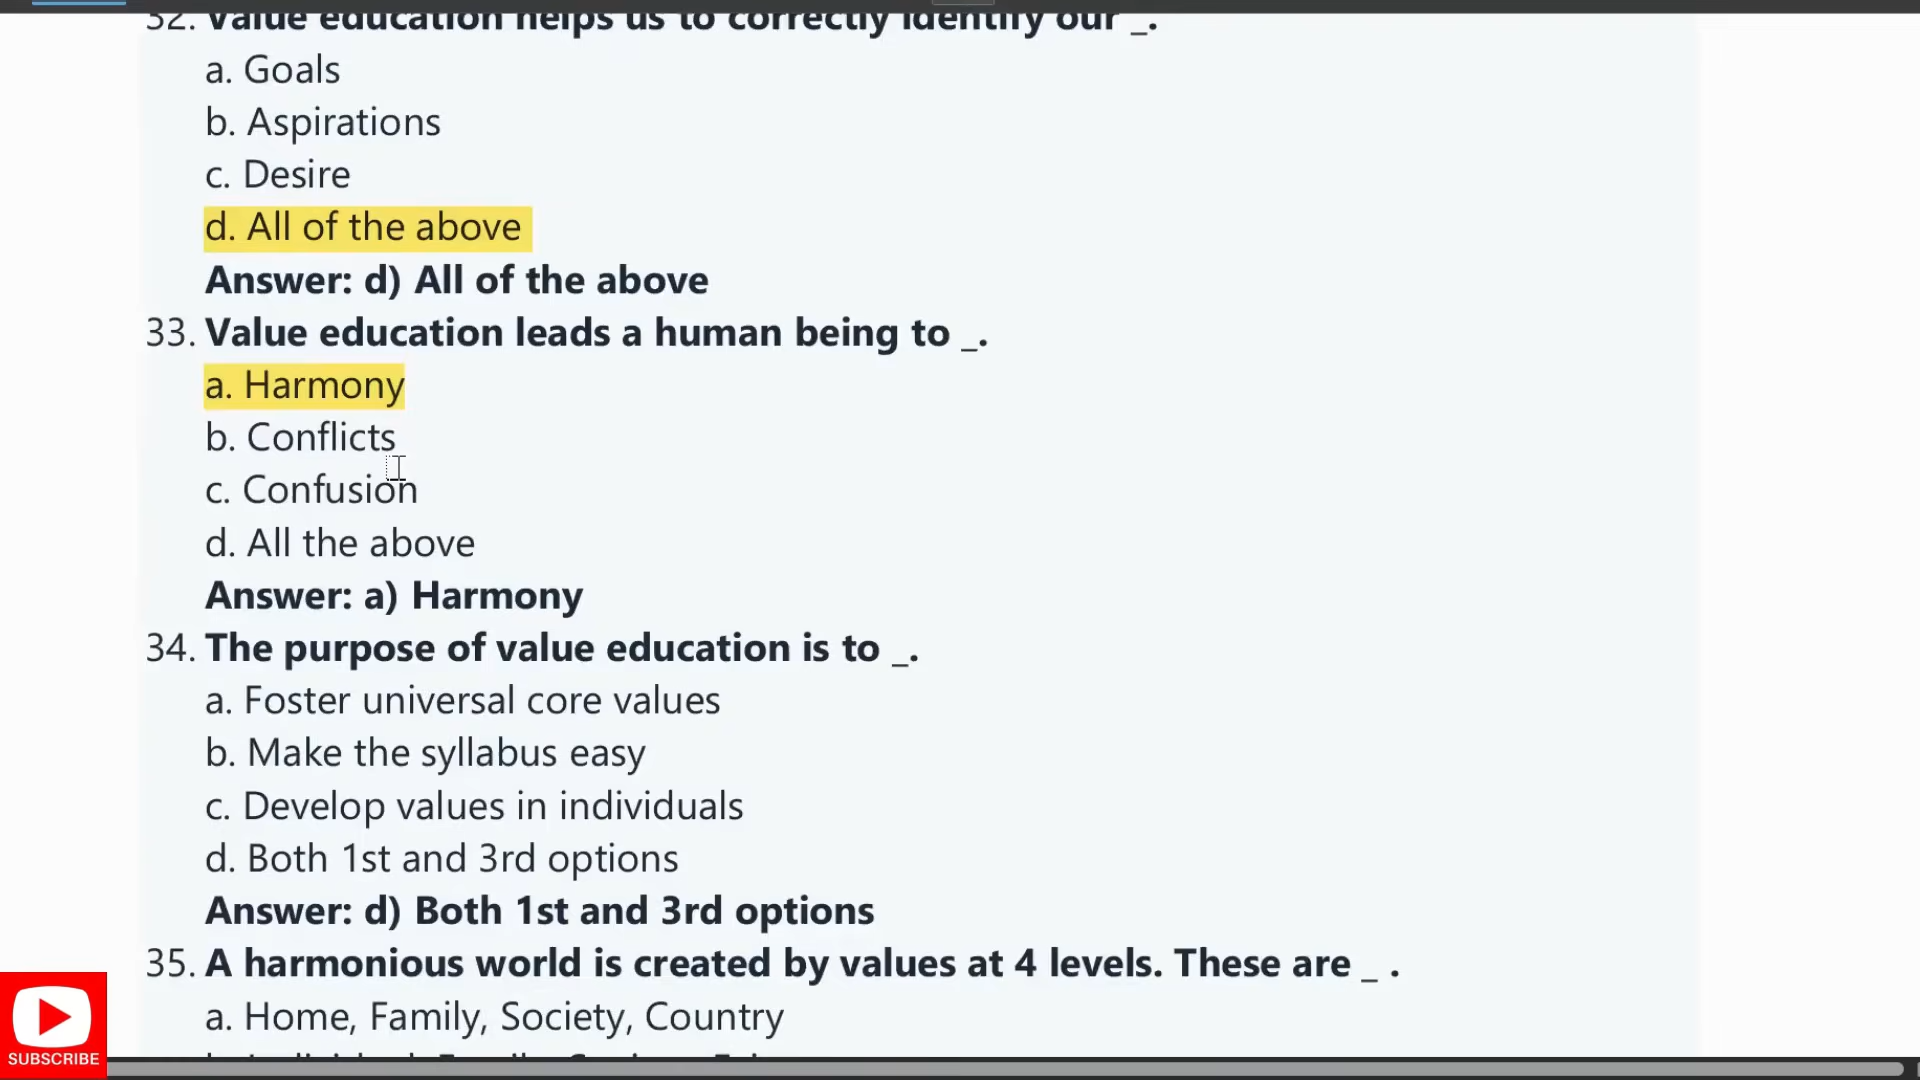 32. Value education helps us to correctly identify our _.
a. Goals
b. Aspirations
c. Desire
d. All of the above
Answer: d) All of the above
33. Value education leads a human being to _.
a. Harmony
b. Conflicts
c. Confusion
d. All the above
Answer: a) Harmony
34. The purpose of value education is to _.
a. Foster universal core values
b. Make the syllabus easy
c. Develop values in individuals
d. Both 1st and 3rd options
Answer: d) Both 1st and 3rd options
35. A harmonious world is created by values at 4 levels. These are _ .
a. Home, Family, Society, Country
SUBSCRIBE